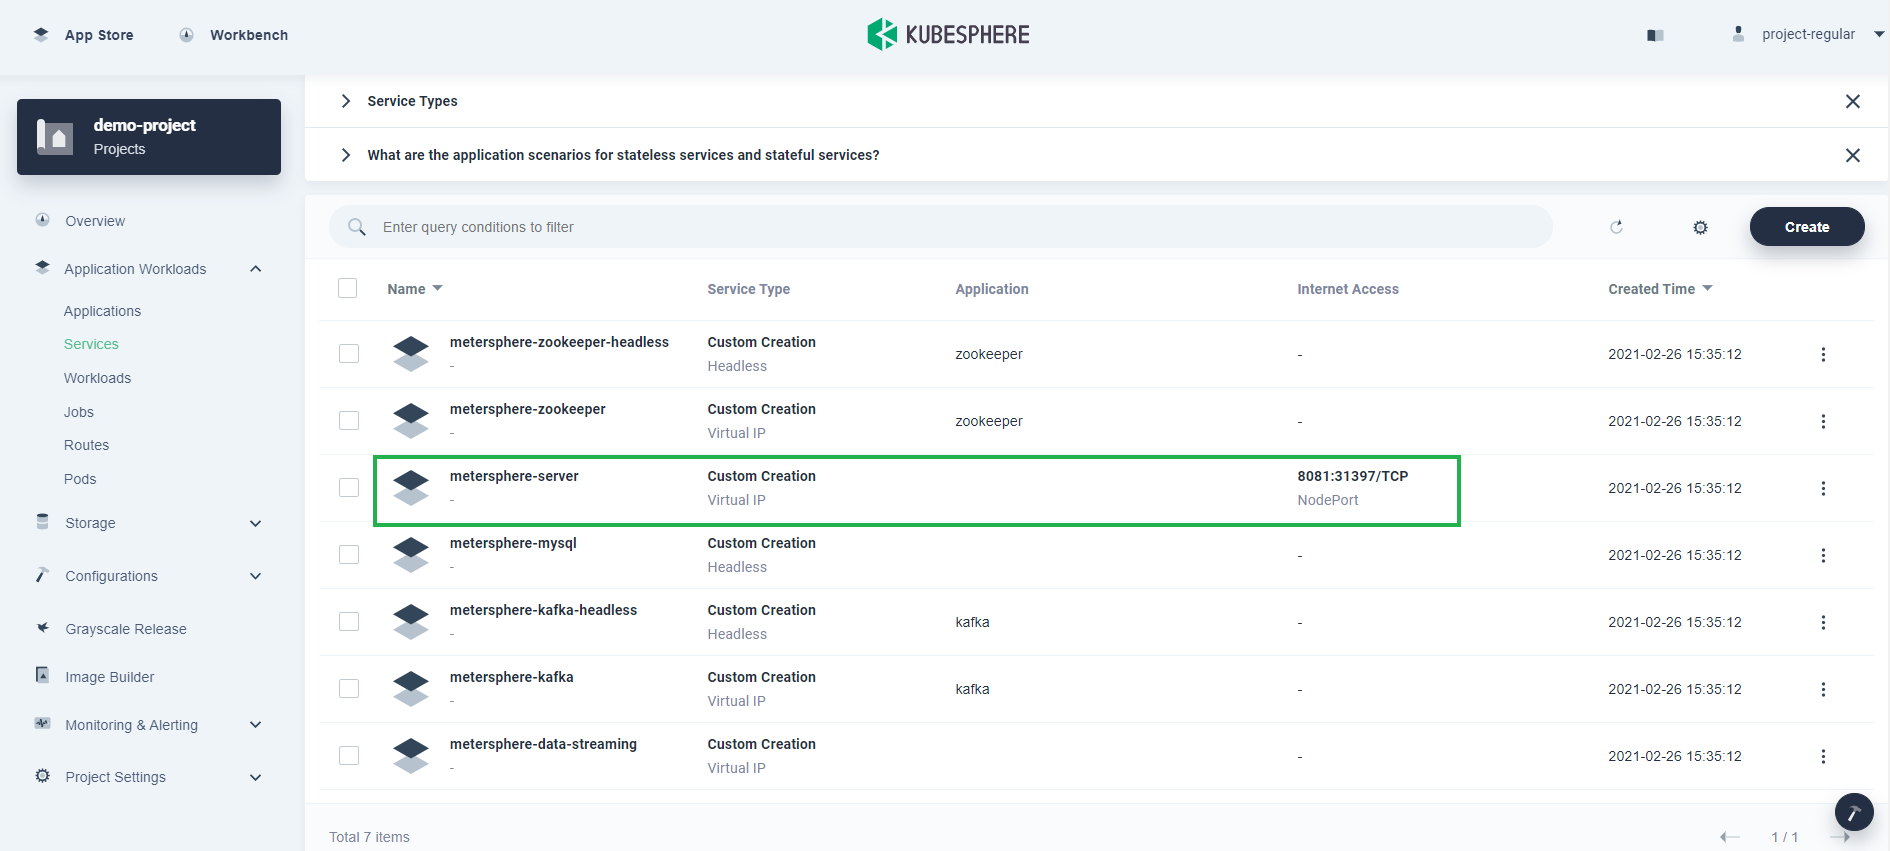 App Store
Workbench
KUBESPHERE
project-regular
demo-project
Projects
Overview
Application Workloads
Applications
Services
Workloads
Jobs
Routes
Pods
Storage
Configurations
Grayscale Release
Image Builder
Monitoring & Alerting
Project Settings
Service Types
What are the application scenarios for stateless services and stateful services?
Enter query conditions to filter
Create
Name Service Type Application Internet Access Created Time
metersphere-zookeeper-headless Custom Creation
- Headless zookeeper - 2021-02-26 15:35:12
metersphere-zookeeper Custom Creation
- Virtual IP zookeeper - 2021-02-26 15:35:12
metersphere-server Custom Creation 8081:31397/TCP
- Virtual IP NodePort 2021-02-26 15:35:12
metersphere-mysql Custom Creation
- Headless - 2021-02-26 15:35:12
metersphere-kafka-headless Custom Creation
- Headless kafka - 2021-02-26 15:35:12
metersphere-kafka Custom Creation
- Virtual IP kafka - 2021-02-26 15:35:12
metersphere-data-streaming Custom Creation
- Virtual IP - 2021-02-26 15:35:12
Total 7 items
1 / 1